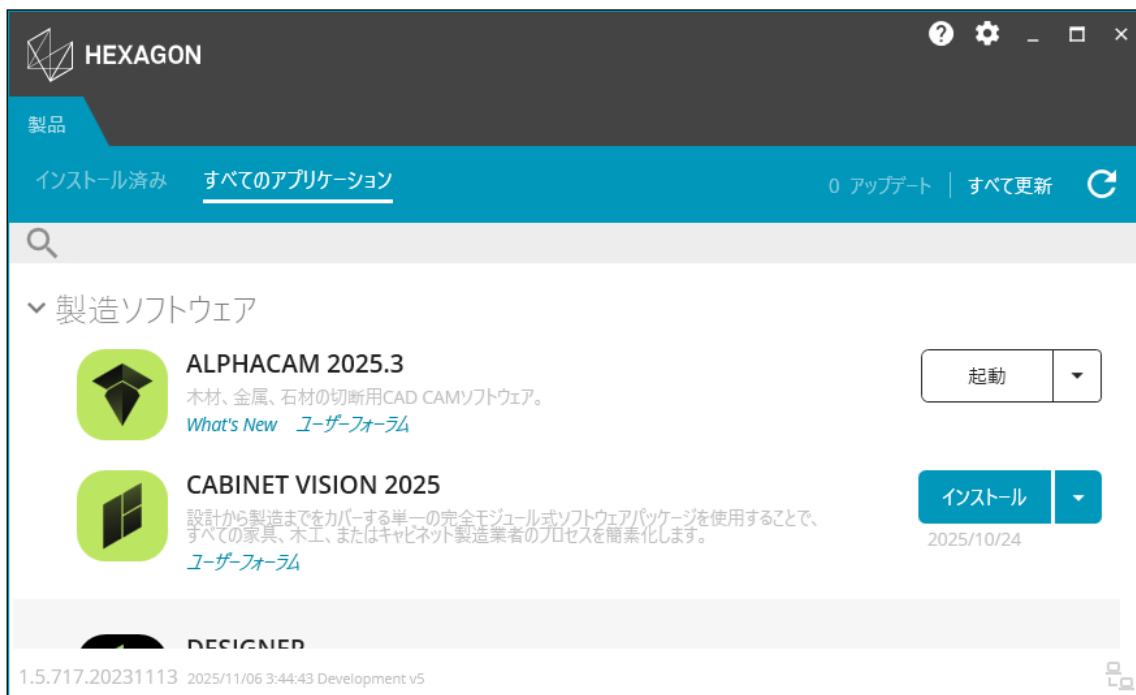 HEXAGON
製品
インストール済み すべてのアプリケーション 0 アップデート すべて更新
製造ソフトウェア
ALPHACAM 2025.3
木材、金属、石材の切断用CAD CAMソフトウェア。
起動
What's New ユーザーフォーラム
CABINET VISION 2025
設計から製造までをカバーする単一の完全モジュール式ソフトウェアパッケージを使用することで、
すべての家具、木工、またはキャビネット製造業者のプロセスを簡素化します。
インストール
2025/10/24
ユーザーフォーラム
DESIGNER
1.5.717.20231113 2025/11/06 3:44:43 Development v5